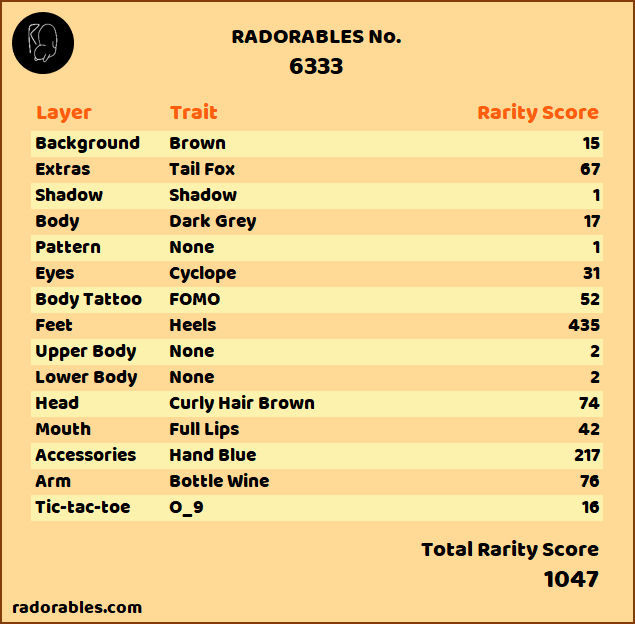 RADORABLES No.
6333
Layer Trait Rarity Score
Background Brown 15
Extras Tail Fox 67
Shadow Shadow 1
Body Dark Grey 17
Pattern None 1
Eyes Cyclope 31
Body Tattoo FOMO 52
Feet Heels 435
Upper Body None 2
Lower Body None 2
Head Curly Hair Brown 74
Mouth Full Lips 42
Accessories Hand Blue 217
Arm Bottle Wine 76
Tic-tac-toe O_9 16
Total Rarity Score
1047
radorables.com